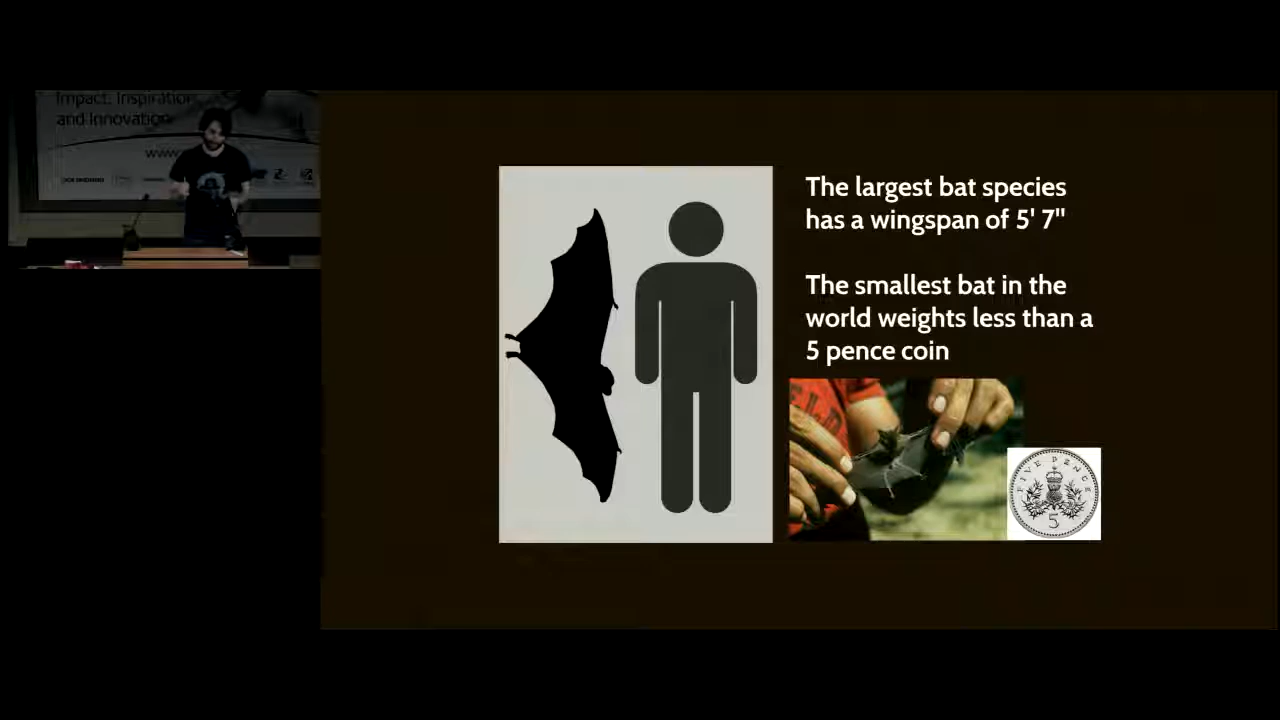 Impact, Inspiration
and Innovation
www
The largest bat species
has a wingspan of 5' 7"
The smallest bat in the
world weights less than a
5 pence coin
FIVE PENCE
5